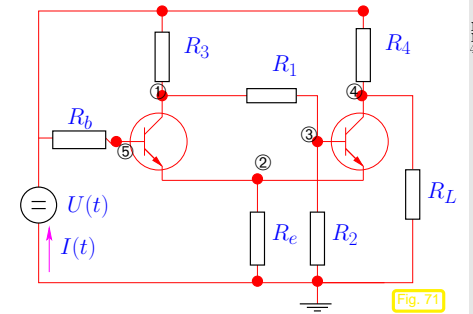 R3
R4
①
R1
④
Rb
⑤
③
②
RL
U(t)
Re
R2
I(t)
Fig. 71